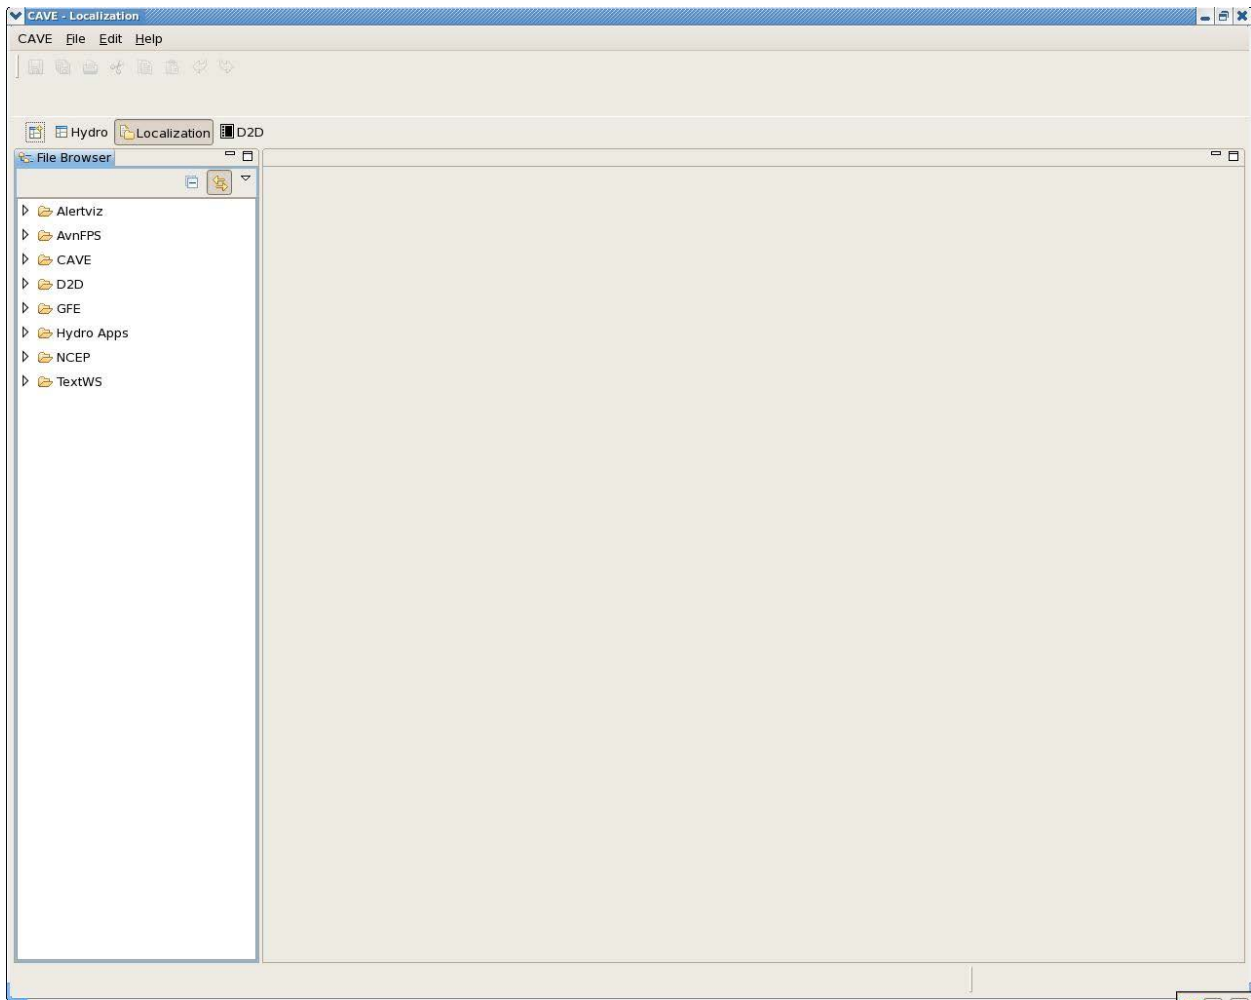 CAVE - Localization
CAVE File Edit Help
Hydro Localization D2D
File Browser
Alertviz
AvnFPS
CAVE
D2D
GFE
Hydro Apps
NCEP
TextWS